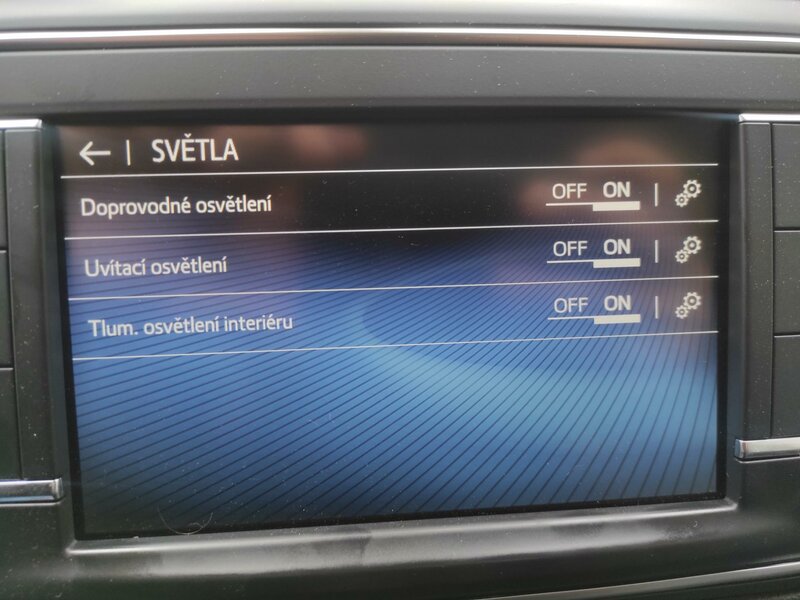 SVĚTLA
Doprovodné osvětlení OFF ON
Uvítací osvětlení OFF ON
Tlum. osvětlení interiéru OFF ON